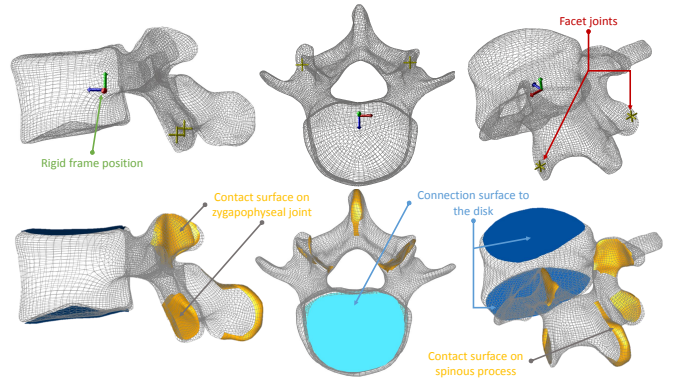 Facet joints
Rigid frame position
Contact surface on
zygapophyseal joint
Connection surface to
the disk
Contact surface on
spinous process